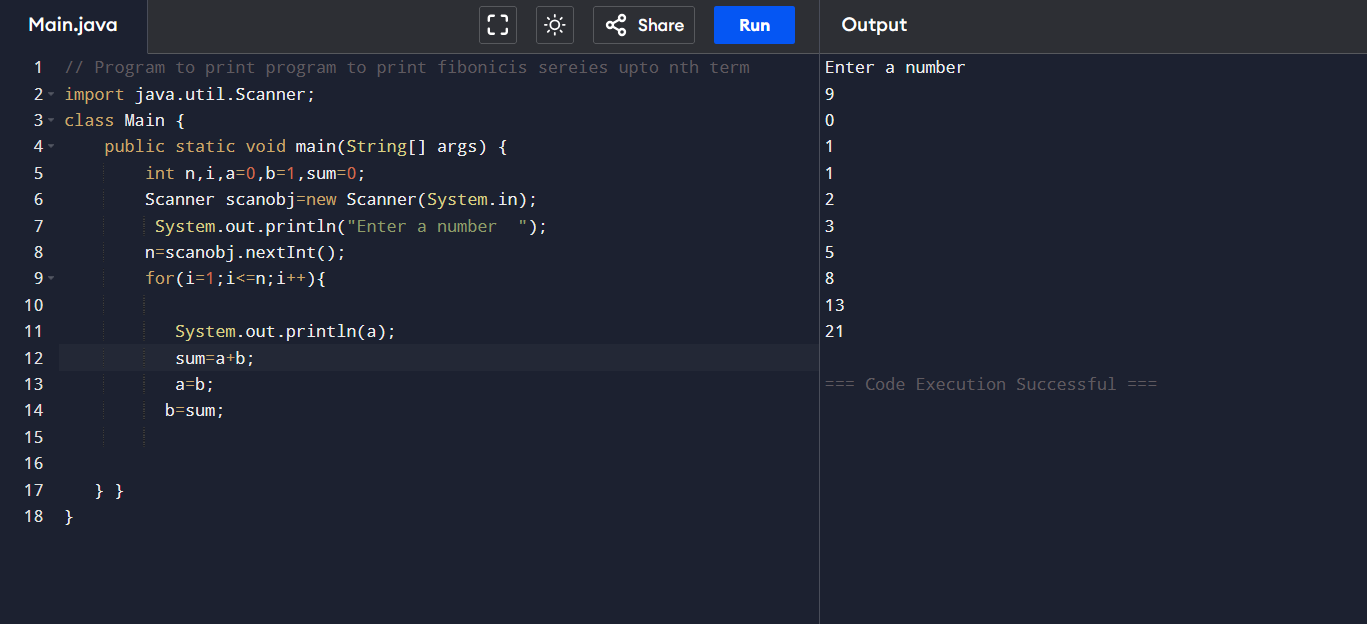 Main.java
Share
Run
Output
1 // Program to print program to print fibonicis sereies upto nth term
2 import java.util.Scanner;
3 class Main {
4 public static void main(String[] args) {
5 int n,i,a=0,b=1,sum=0;
6 Scanner scanobj=new Scanner(System.in);
7 System.out.println("Enter a number  ");
8 n=scanobj.nextInt();
9 for(i=1;i<=n;i++){
10
11 System.out.println(a);
12 sum=a+b;
13 a=b;
14 b=sum;
15
16
17 } }
18 }
Enter a number
9
0
1
1
2
3
5
8
13
21
=== Code Execution Successful ===